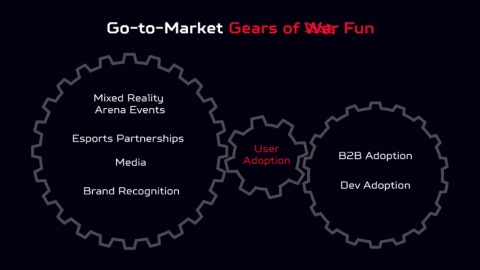 Go-to-Market Gears of War Fun
Mixed Reality
Arena Events
Esports Partnerships
Media
Brand Recognition
User
Adoption
B2B Adoption
Dev Adoption